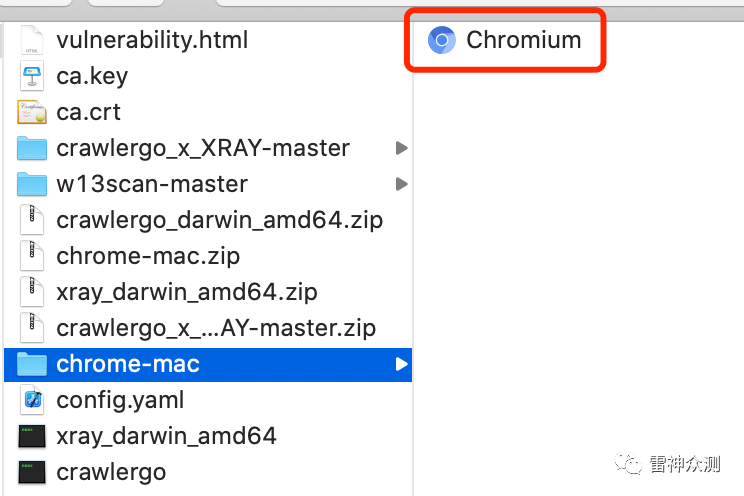 vulnerability.html
ca.key
ca.crt
crawlergo_x_XRAY-master
w13scan-master
crawlergo_darwin_amd64.zip
chrome-mac.zip
xray_darwin_amd64.zip
crawlergo_x_...AY-master.zip
chrome-mac
config.yaml
xray_darwin_amd64
crawlergo
Chromium
雷神众测